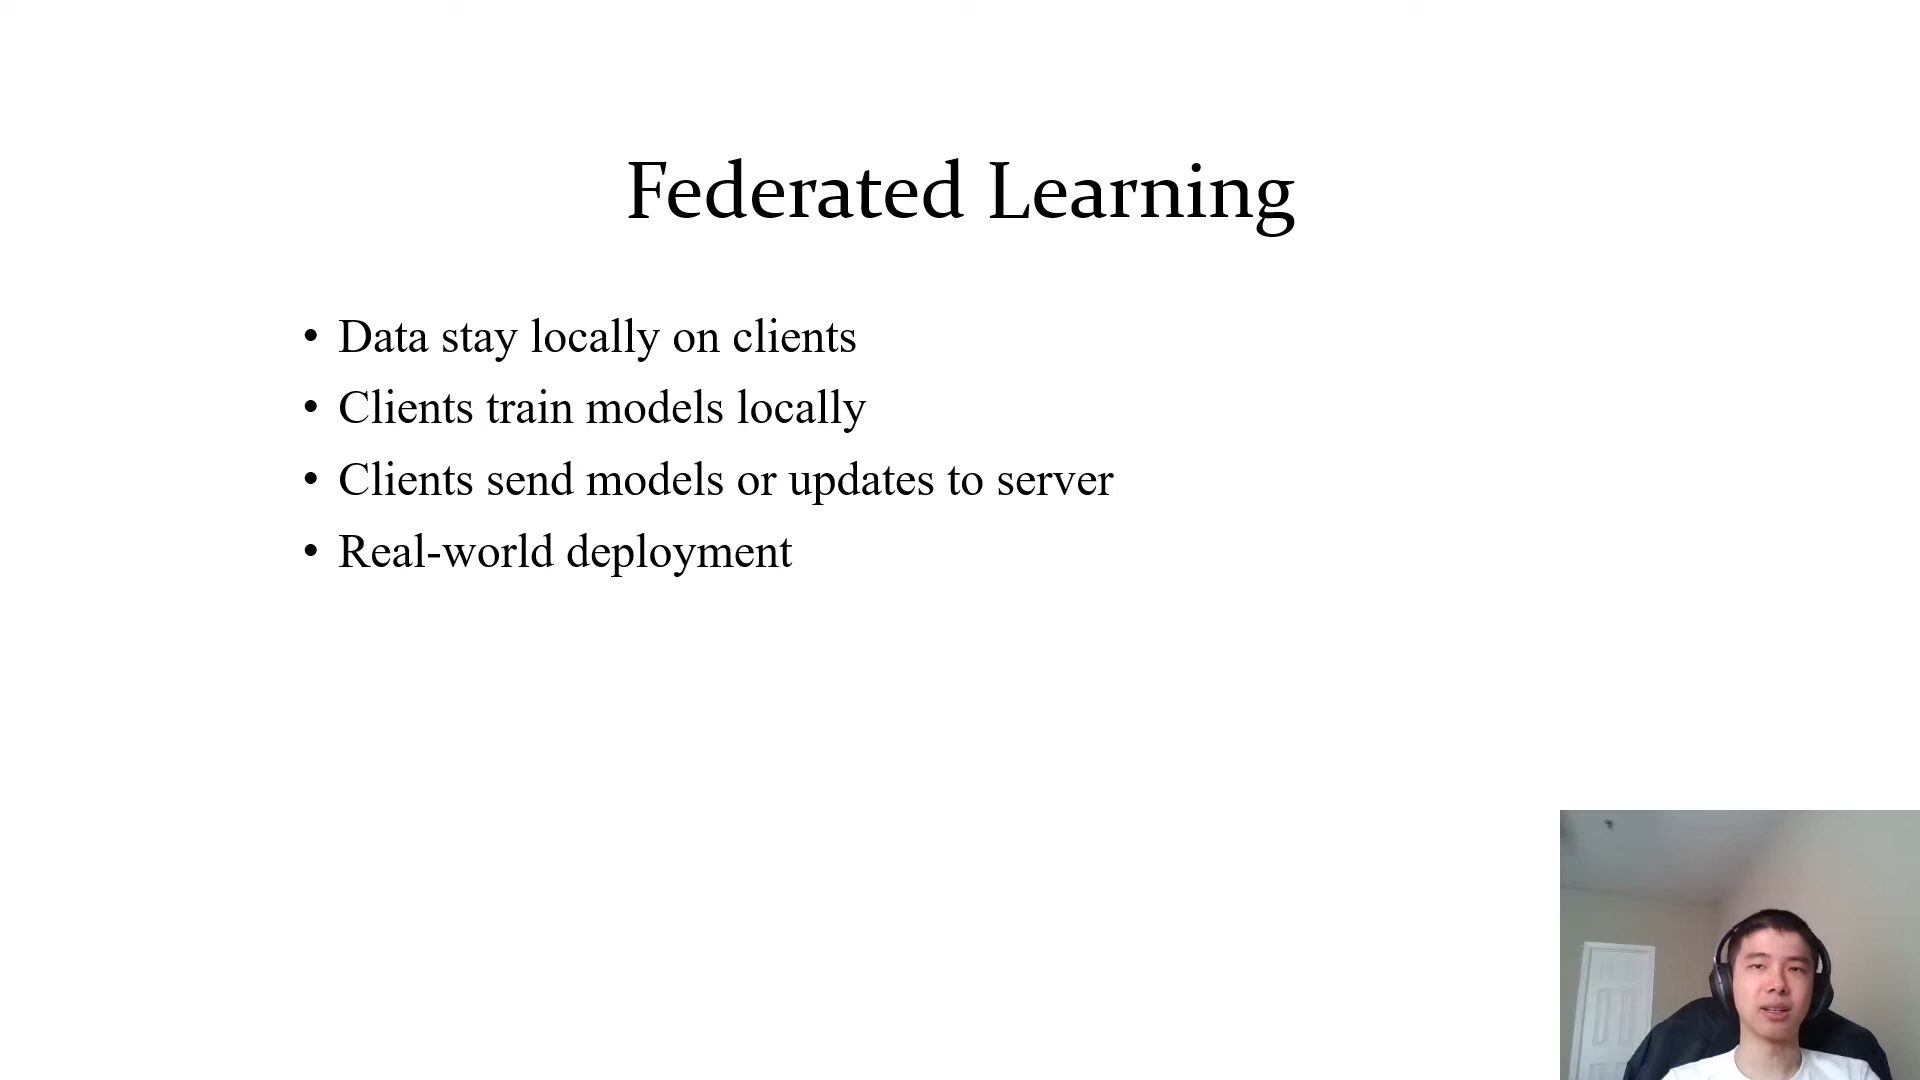 Federated Learning
• Data stay locally on clients
• Clients train models locally
• Clients send models or updates to server
• Real-world deployment